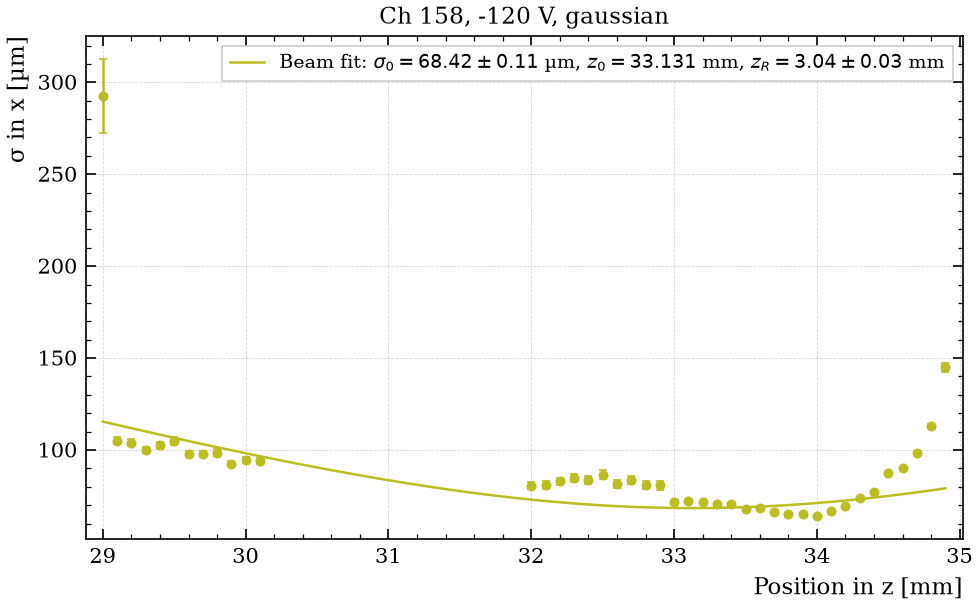 Ch 158, -120 V, gaussian
Beam fit: σ₀ = 68.42 ± 0.11 µm, z₀ = 33.131 mm, z_R = 3.04 ± 0.03 mm
σ in x [µm]
300
250
200
150
100
29 30 31 32 33 34 35
Position in z [mm]